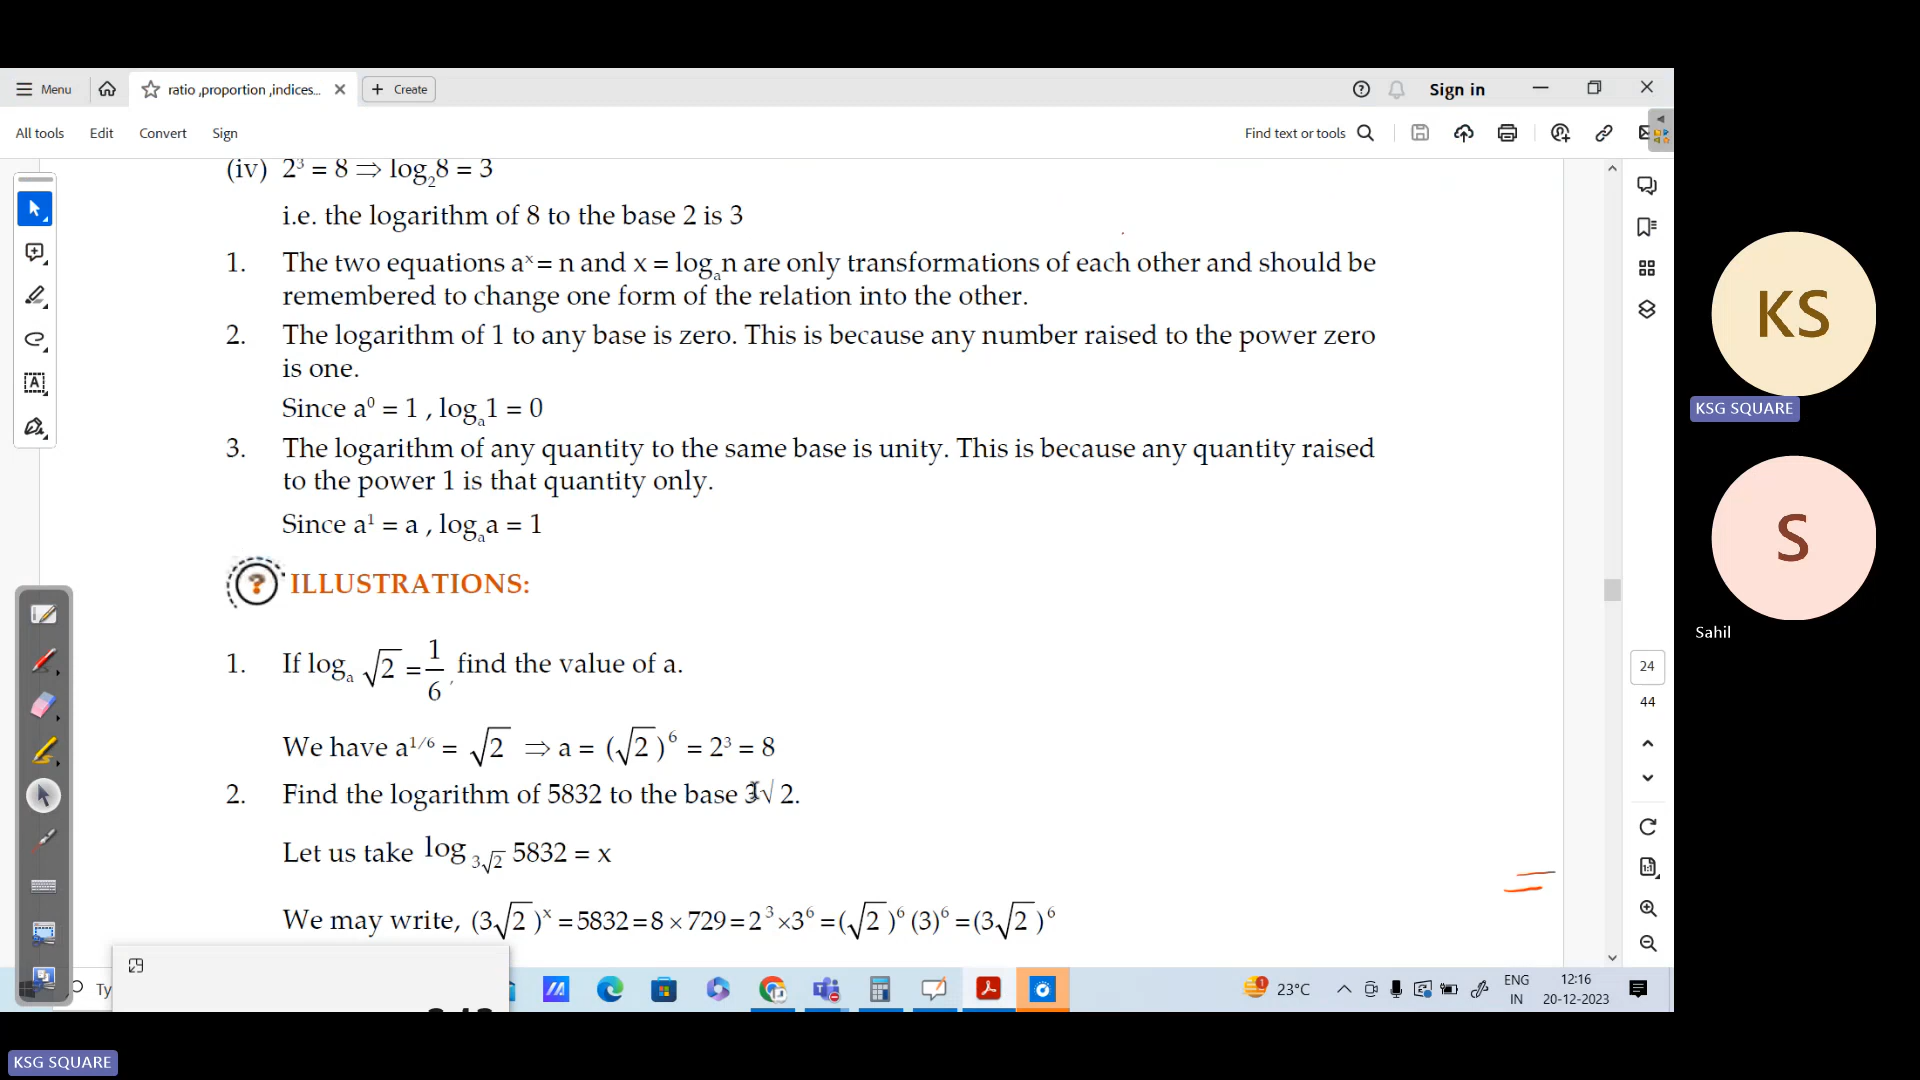 Menu
ratio ,proportion ,indices...
Create
Sign in
All tools
Edit
Convert
Sign
Find text or tools
(iv) 2³ = 8 ⇒ log₂8 = 3
i.e. the logarithm of 8 to the base 2 is 3
1. The two equations aˣ = n and x = logₐn are only transformations of each other and should be
remembered to change one form of the relation into the other.
2. The logarithm of 1 to any base is zero. This is because any number raised to the power zero
is one.
Since a⁰ = 1 , logₐ1 = 0
3. The logarithm of any quantity to the same base is unity. This is because any quantity raised
to the power 1 is that quantity only.
Since a¹ = a , logₐa = 1
? ILLUSTRATIONS:
1. If logₐ √2 = 1/6 , find the value of a.
We have a^1/6 = √2 ⇒ a = (√2)⁶ = 2³ = 8
2. Find the logarithm of 5832 to the base 3√ 2.
Let us take log 3√2 5832 = x
We may write, (3√2)ˣ = 5832 = 8 × 729 = 2³ × 3⁶ = (√2)⁶ (3)⁶ = (3√2)⁶
24
44
Ty
23°C
ENG
IN
12:16
20-12-2023
KS
KSG SQUARE
S
Sahil
KSG SQUARE